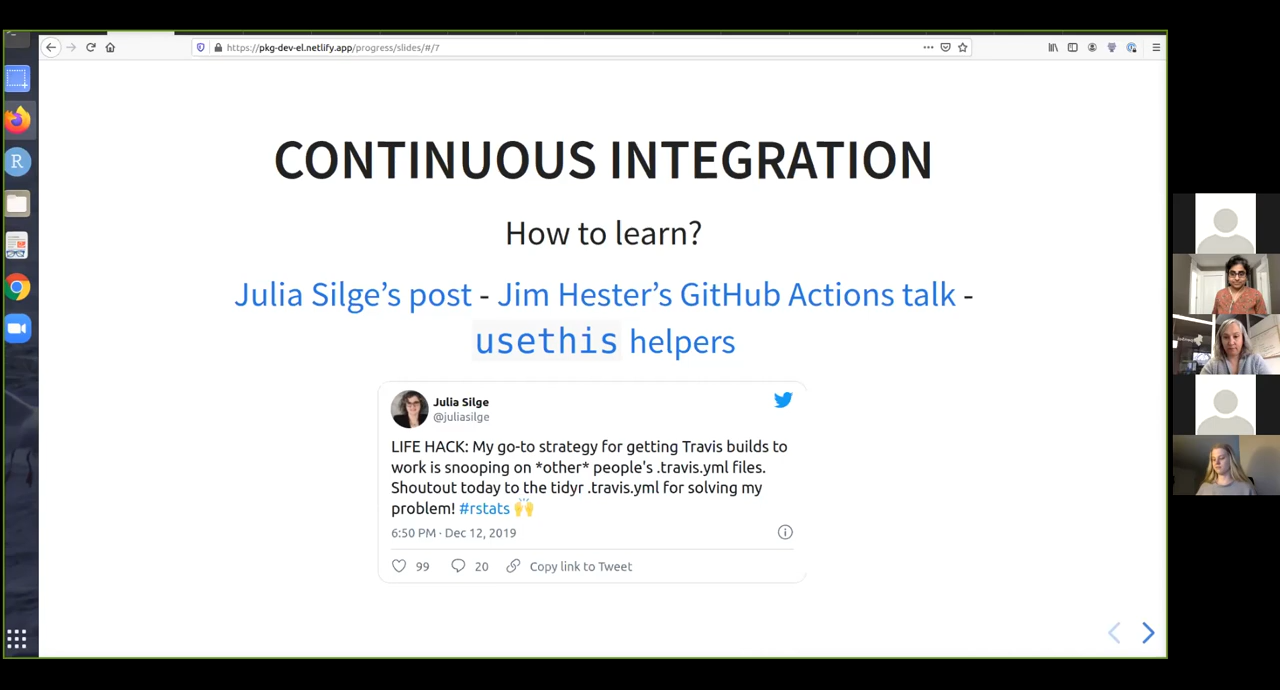 https://pkg-dev-el.netlify.app/progress/slides/#/7
CONTINUOUS INTEGRATION
How to learn?
Julia Silge’s post - Jim Hester’s GitHub Actions talk -
usethis helpers
Julia Silge
@juliasilge
LIFE HACK: My go-to strategy for getting Travis builds to
work is snooping on *other* people's .travis.yml files.
Shoutout today to the tidyr .travis.yml for solving my
problem! #rstats 🙌
6:50 PM · Dec 12, 2019
99 20 Copy link to Tweet
R